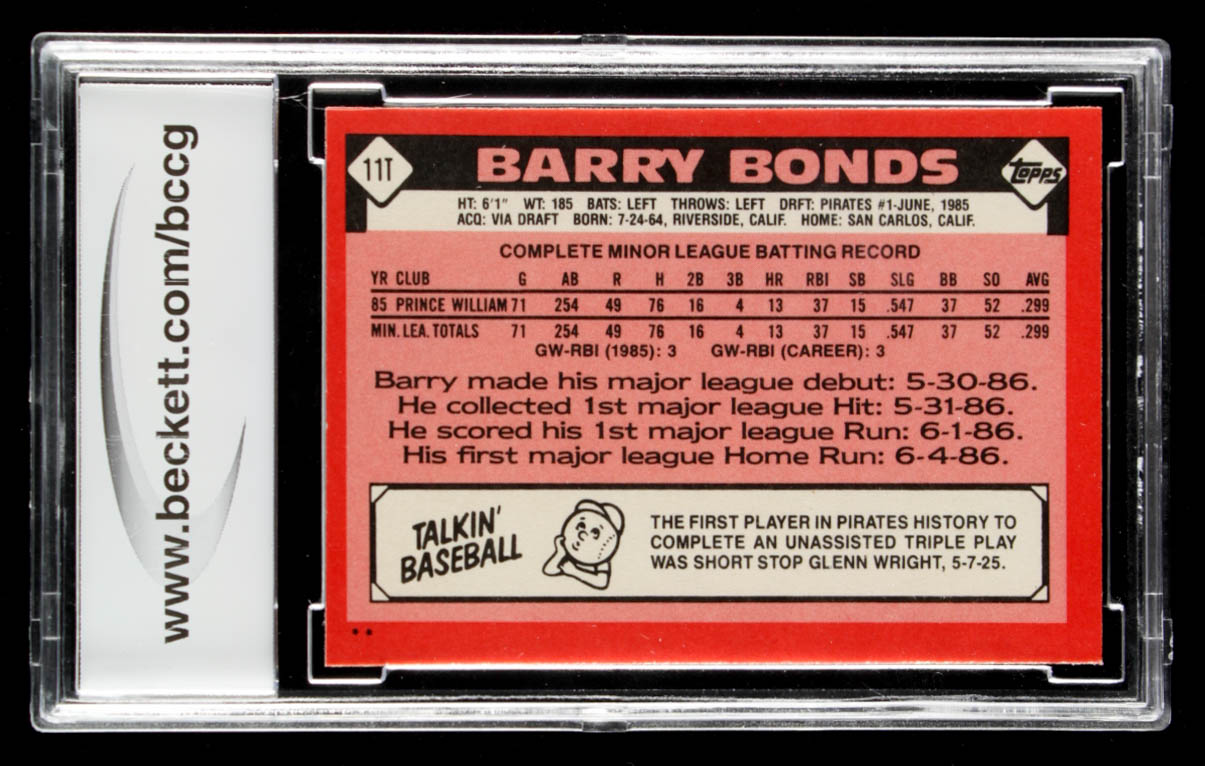 www.beckett.com/bccg
11T
BARRY BONDS
topps
HT: 6'1" WT: 185 BATS: LEFT THROWS: LEFT DRFT: PIRATES #1-JUNE, 1985
ACQ: VIA DRAFT BORN: 7-24-64, RIVERSIDE, CALIF. HOME: SAN CARLOS, CALIF.
COMPLETE MINOR LEAGUE BATTING RECORD
YR CLUB G AB R H 2B 3B HR RBI SB SLG BB SO AVG
85 PRINCE WILLIAM 71 254 49 76 16 4 13 37 15 .547 37 52 .299
MIN. LEA. TOTALS 71 254 49 76 16 4 13 37 15 .547 37 52 .299
GW-RBI (1985): 3 GW-RBI (CAREER): 3
Barry made his major league debut: 5-30-86.
He collected 1st major league Hit: 5-31-86.
He scored his 1st major league Run: 6-1-86.
His first major league Home Run: 6-4-86.
TALKIN'
BASEBALL
THE FIRST PLAYER IN PIRATES HISTORY TO
COMPLETE AN UNASSISTED TRIPLE PLAY
WAS SHORT STOP GLENN WRIGHT, 5-7-25.
**